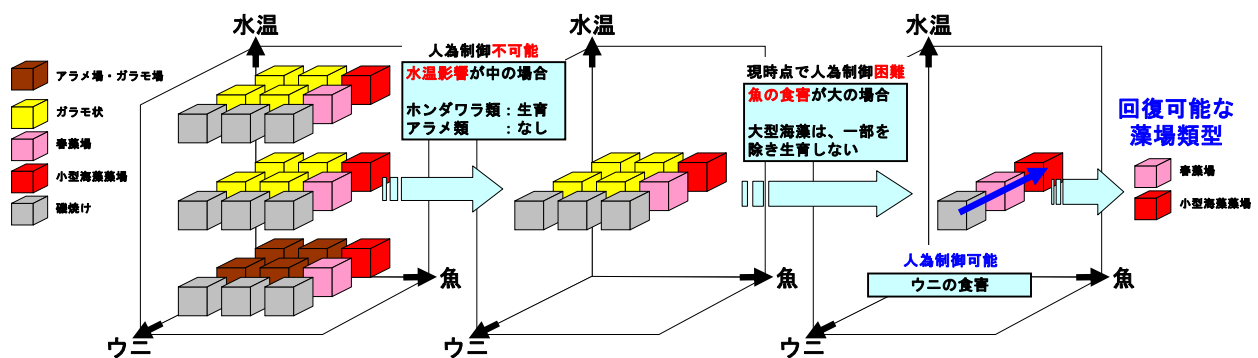 アラメ場・ガラモ場
ガラモ状
春藻場
小型海藻藻場
磯焼け
水温
魚
ウニ
人為制御不可能
水温影響が中の場合
ホンダワラ類：生育
アラメ類　　：なし
水温
魚
ウニ
現時点で人為制御困難
魚の食害が大の場合
大型海藻は、一部を
除き生育しない
水温
魚
ウニ
人為制御可能
ウニの食害
回復可能な
藻場類型
春藻場
小型海藻藻場